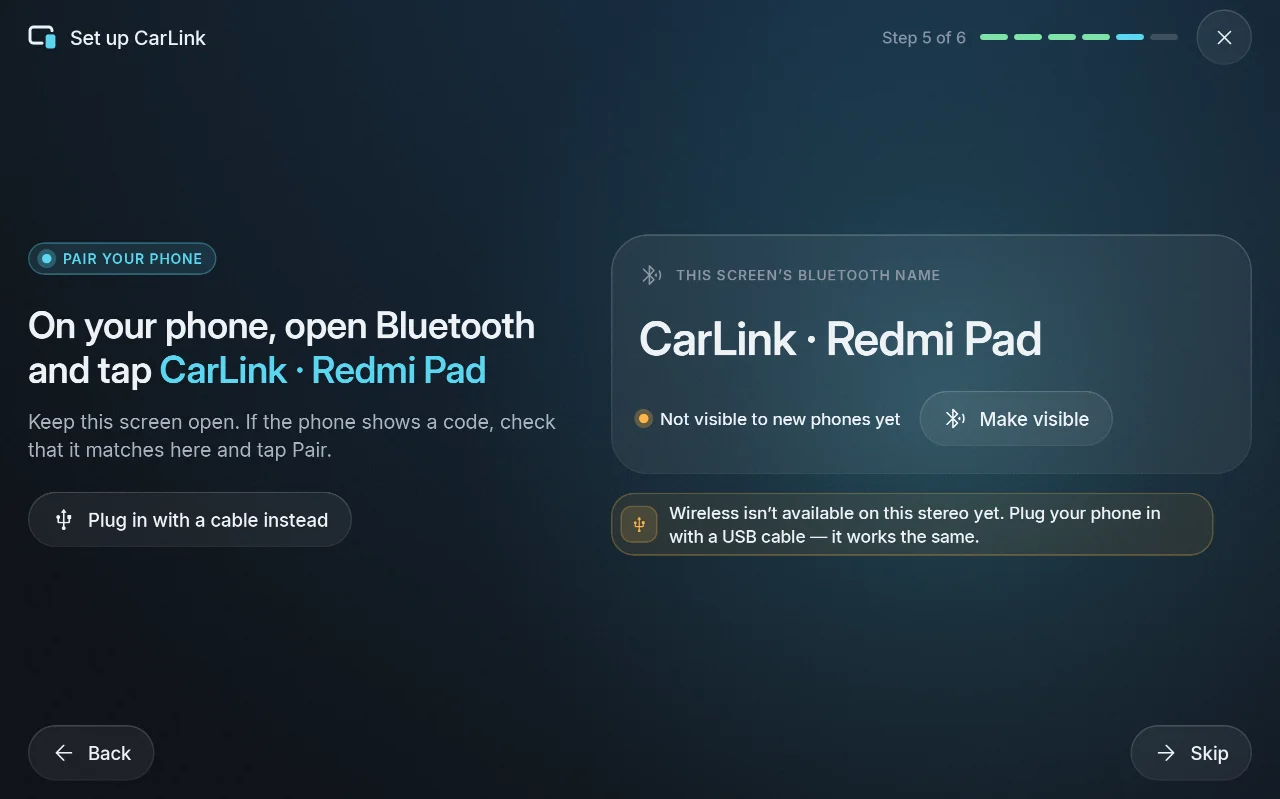 Set up CarLink
Step 5 of 6
PAIR YOUR PHONE
On your phone, open Bluetooth
and tap CarLink · Redmi Pad
Keep this screen open. If the phone shows a code, check
that it matches here and tap Pair.
Plug in with a cable instead
THIS SCREEN’S BLUETOOTH NAME
CarLink · Redmi Pad
Not visible to new phones yet
Make visible
Wireless isn’t available on this stereo yet. Plug your phone in
with a USB cable — it works the same.
Back
Skip